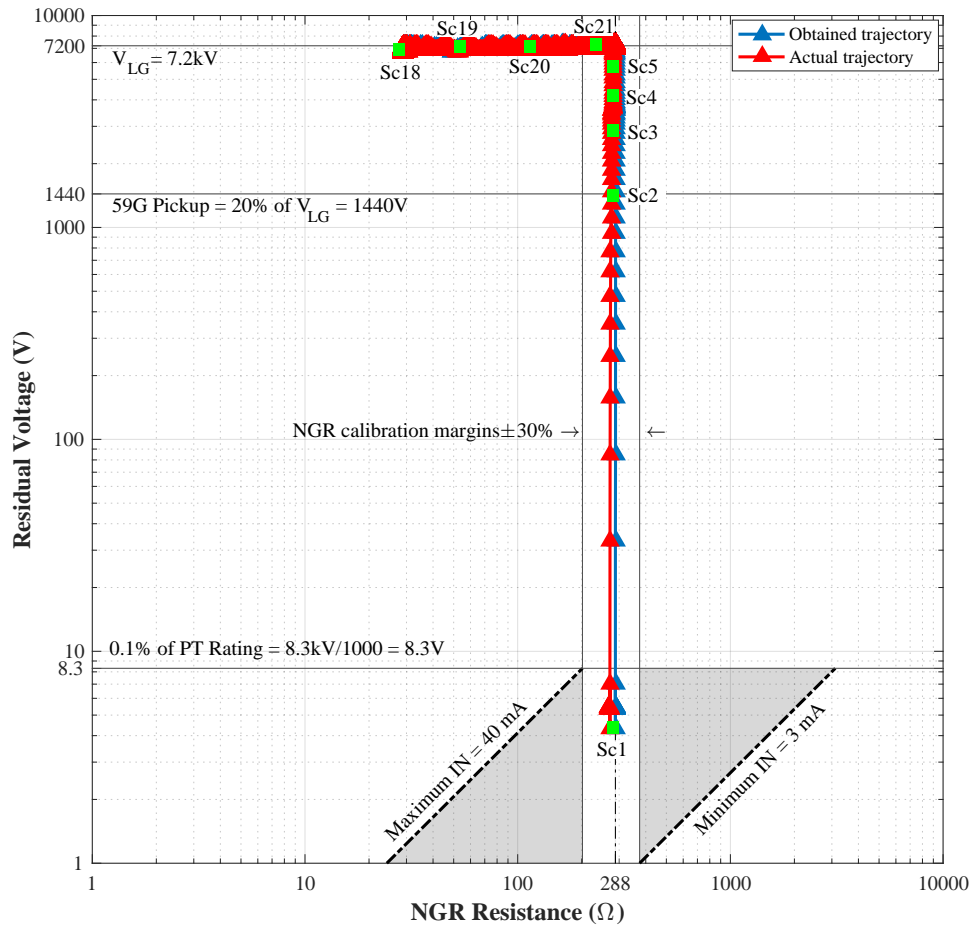 10000
7200
1440
1000
100
10
8.3
1
Residual Voltage (V)
Sc19
Sc21
Obtained trajectory
Actual trajectory
V_LG = 7.2kV
Sc18
Sc20
Sc5
Sc4
Sc3
Sc2
59G Pickup = 20% of V_LG = 1440V
NGR calibration margins±30% → ←
0.1% of PT Rating = 8.3kV/1000 = 8.3V
Maximum IN = 40 mA
Sc1
Minimum IN = 3 mA
1 10 100 288 1000 10000
NGR Resistance (Ω)